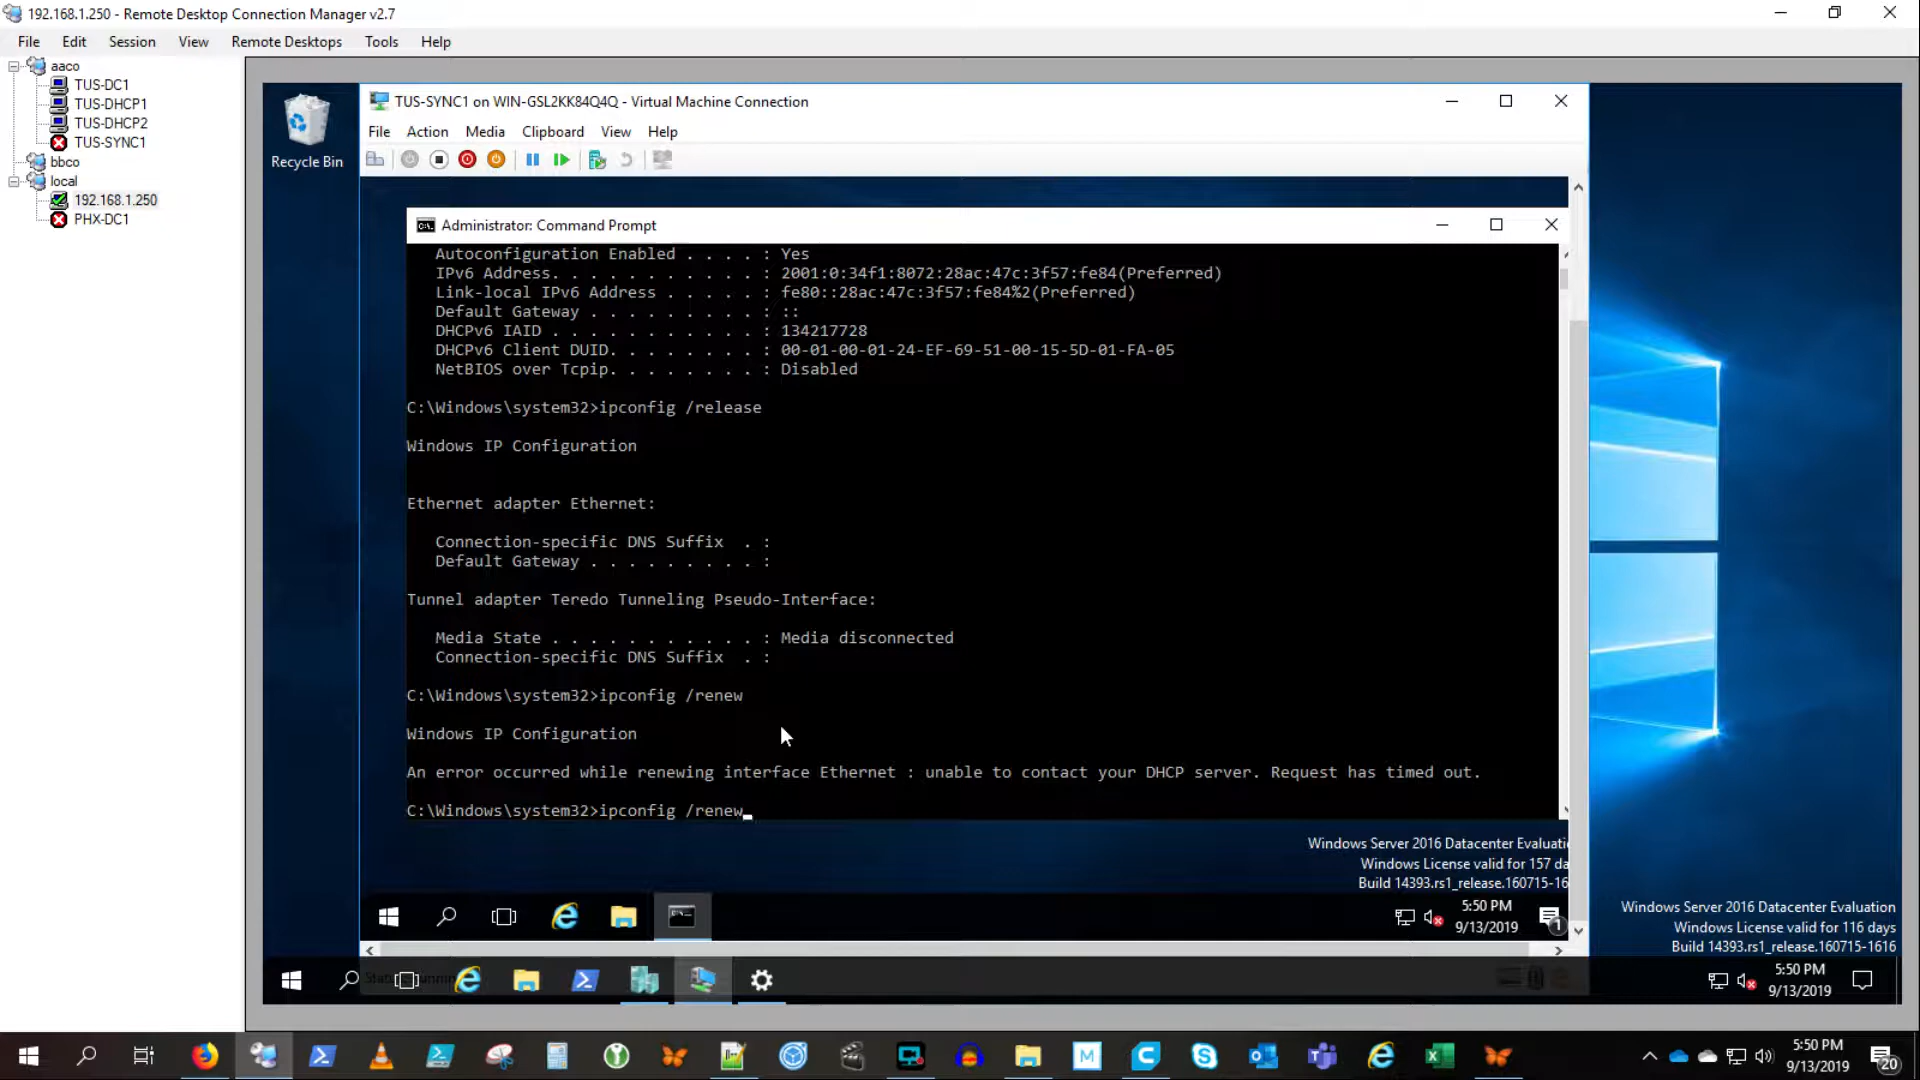 192.168.1.250 - Remote Desktop Connection Manager v2.7
File Edit Session View Remote Desktops Tools Help
aaco
TUS-DC1
TUS-DHCP1
TUS-DHCP2
TUS-SYNC1
bbco
local
192.168.1.250
PHX-DC1
Recycle Bin
TUS-SYNC1 on WIN-GSL2KK84Q4Q - Virtual Machine Connection
File Action Media Clipboard View Help
Administrator: Command Prompt
Autoconfiguration Enabled . . . . : Yes
IPv6 Address. . . . . . . . . . . : 2001:0:34f1:8072:28ac:47c:3f57:fe84(Preferred)
Link-local IPv6 Address . . . . . : fe80::28ac:47c:3f57:fe84%2(Preferred)
Default Gateway . . . . . . . . . : ::
DHCPv6 IAID . . . . . . . . . . . : 134217728
DHCPv6 Client DUID. . . . . . . . : 00-01-00-01-24-EF-69-51-00-15-5D-01-FA-05
NetBIOS over Tcpip. . . . . . . . : Disabled
C:\Windows\system32>ipconfig /release
Windows IP Configuration
Ethernet adapter Ethernet:
Connection-specific DNS Suffix  . :
Default Gateway . . . . . . . . . :
Tunnel adapter Teredo Tunneling Pseudo-Interface:
Media State . . . . . . . . . . . : Media disconnected
Connection-specific DNS Suffix  . :
C:\Windows\system32>ipconfig /renew
Windows IP Configuration
An error occurred while renewing interface Ethernet : unable to contact your DHCP server. Request has timed out.
C:\Windows\system32>ipconfig /renew_
Windows Server 2016 Datacenter Evaluati
Windows License valid for 157 da
Build 14393.rs1_release.160715-16
5:50 PM
9/13/2019
1
Windows Server 2016 Datacenter Evaluation
Windows License valid for 116 days
Build 14393.rs1_release.160715-1616
5:50 PM
9/13/2019
5:50 PM
9/13/2019
20